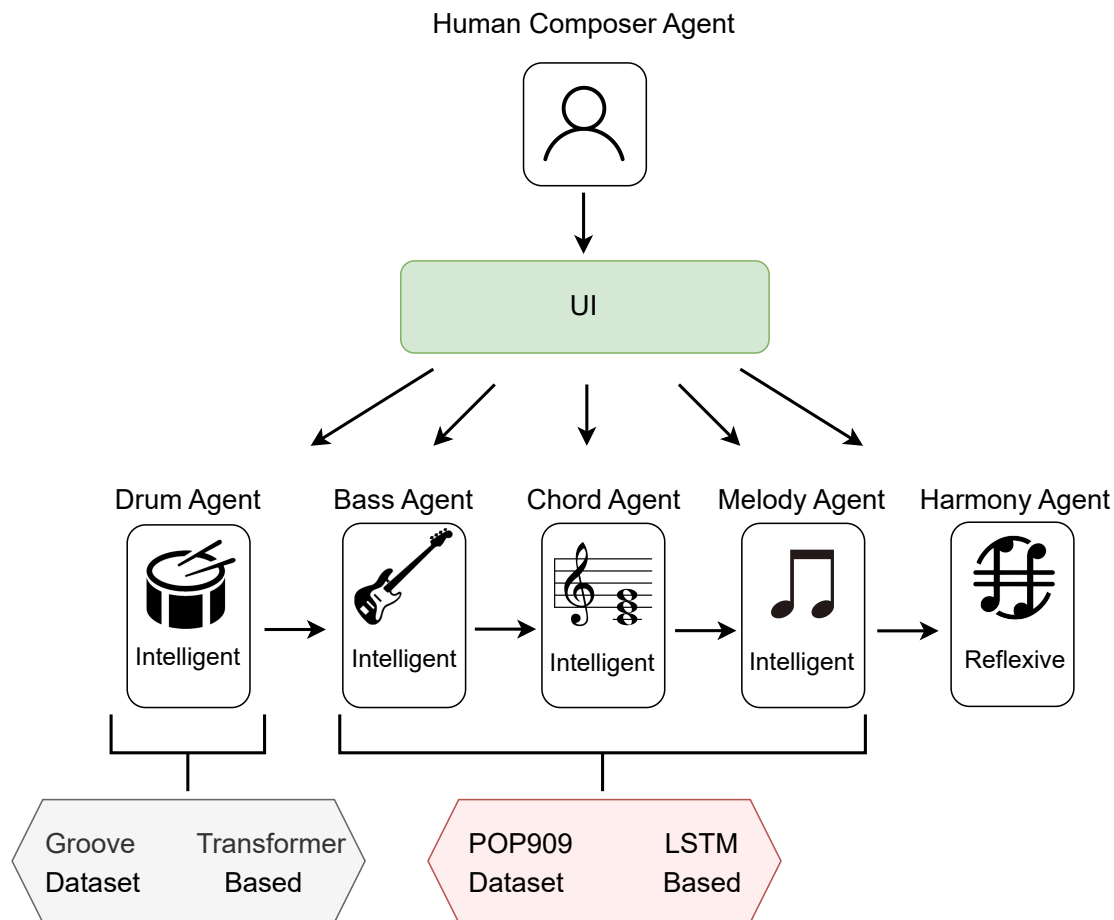 Human Composer Agent
UI
Drum Agent
Bass Agent
Chord Agent
Melody Agent
Harmony Agent
Intelligent
Intelligent
Intelligent
Intelligent
Reflexive
Groove
Dataset
Transformer
Based
POP909
Dataset
LSTM
Based